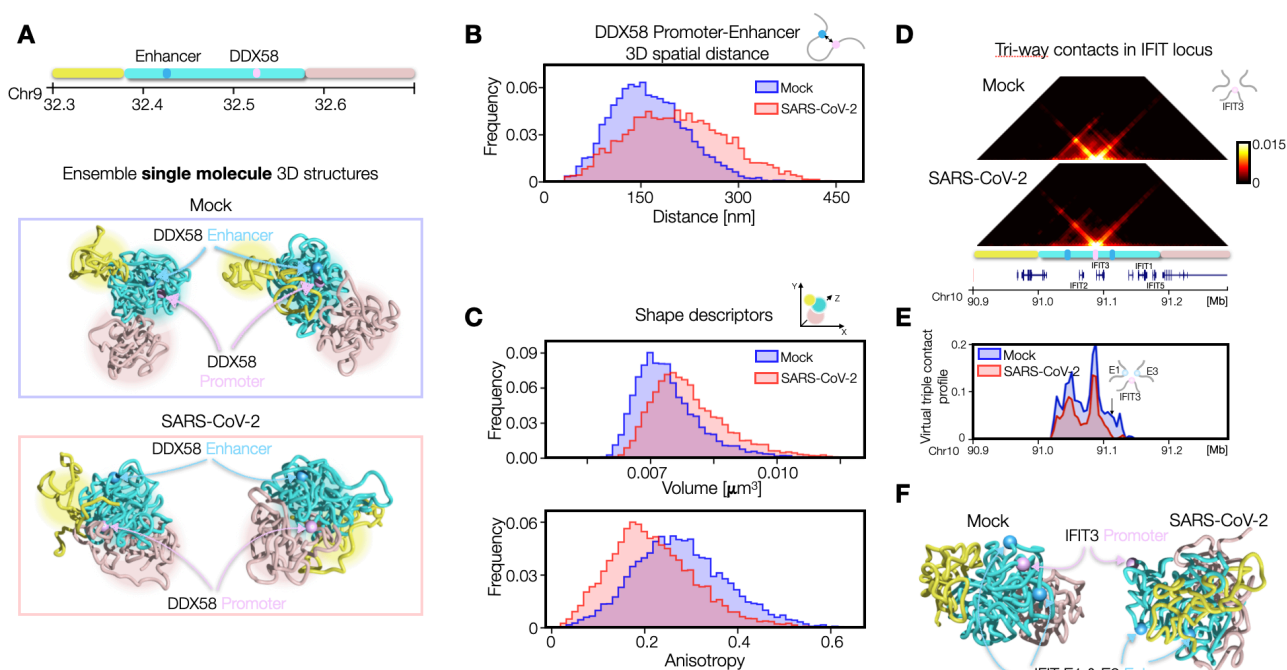 A
Enhancer DDX58
Chr9
32.3 32.4 32.5 32.6
Ensemble single molecule 3D structures
Mock
DDX58 Enhancer
DDX58
Promoter
SARS-CoV-2
DDX58 Enhancer
DDX58 Promoter
B
DDX58 Promoter-Enhancer
3D spatial distance
Frequency
0.06
0.03
0
Mock
SARS-CoV-2
0 150 300 450
Distance [nm]
C
Shape descriptors
Y
Z
X
Frequency
0.09
0.06
0.03
0.00
Mock
SARS-CoV-2
0.007 0.010
Volume [μm³]
Frequency
0.06
0.03
0
0 0.2 0.4 0.6
Anisotropy
D
Tri-way contacts in IFIT locus
Mock
IFIT3
0.015
0
SARS-CoV-2
IFIT3 IFIT1
IFIT2 IFIT5
Chr10
90.9 91.0 91.1 91.2 [Mb]
E
Virtual triple contact
profile
0.2
0.1
0
Mock
SARS-CoV-2
E1 E3
IFIT3
Chr10 90.9 91.0 91.1 91.2 [Mb]
F
Mock SARS-CoV-2
IFIT3 Promoter